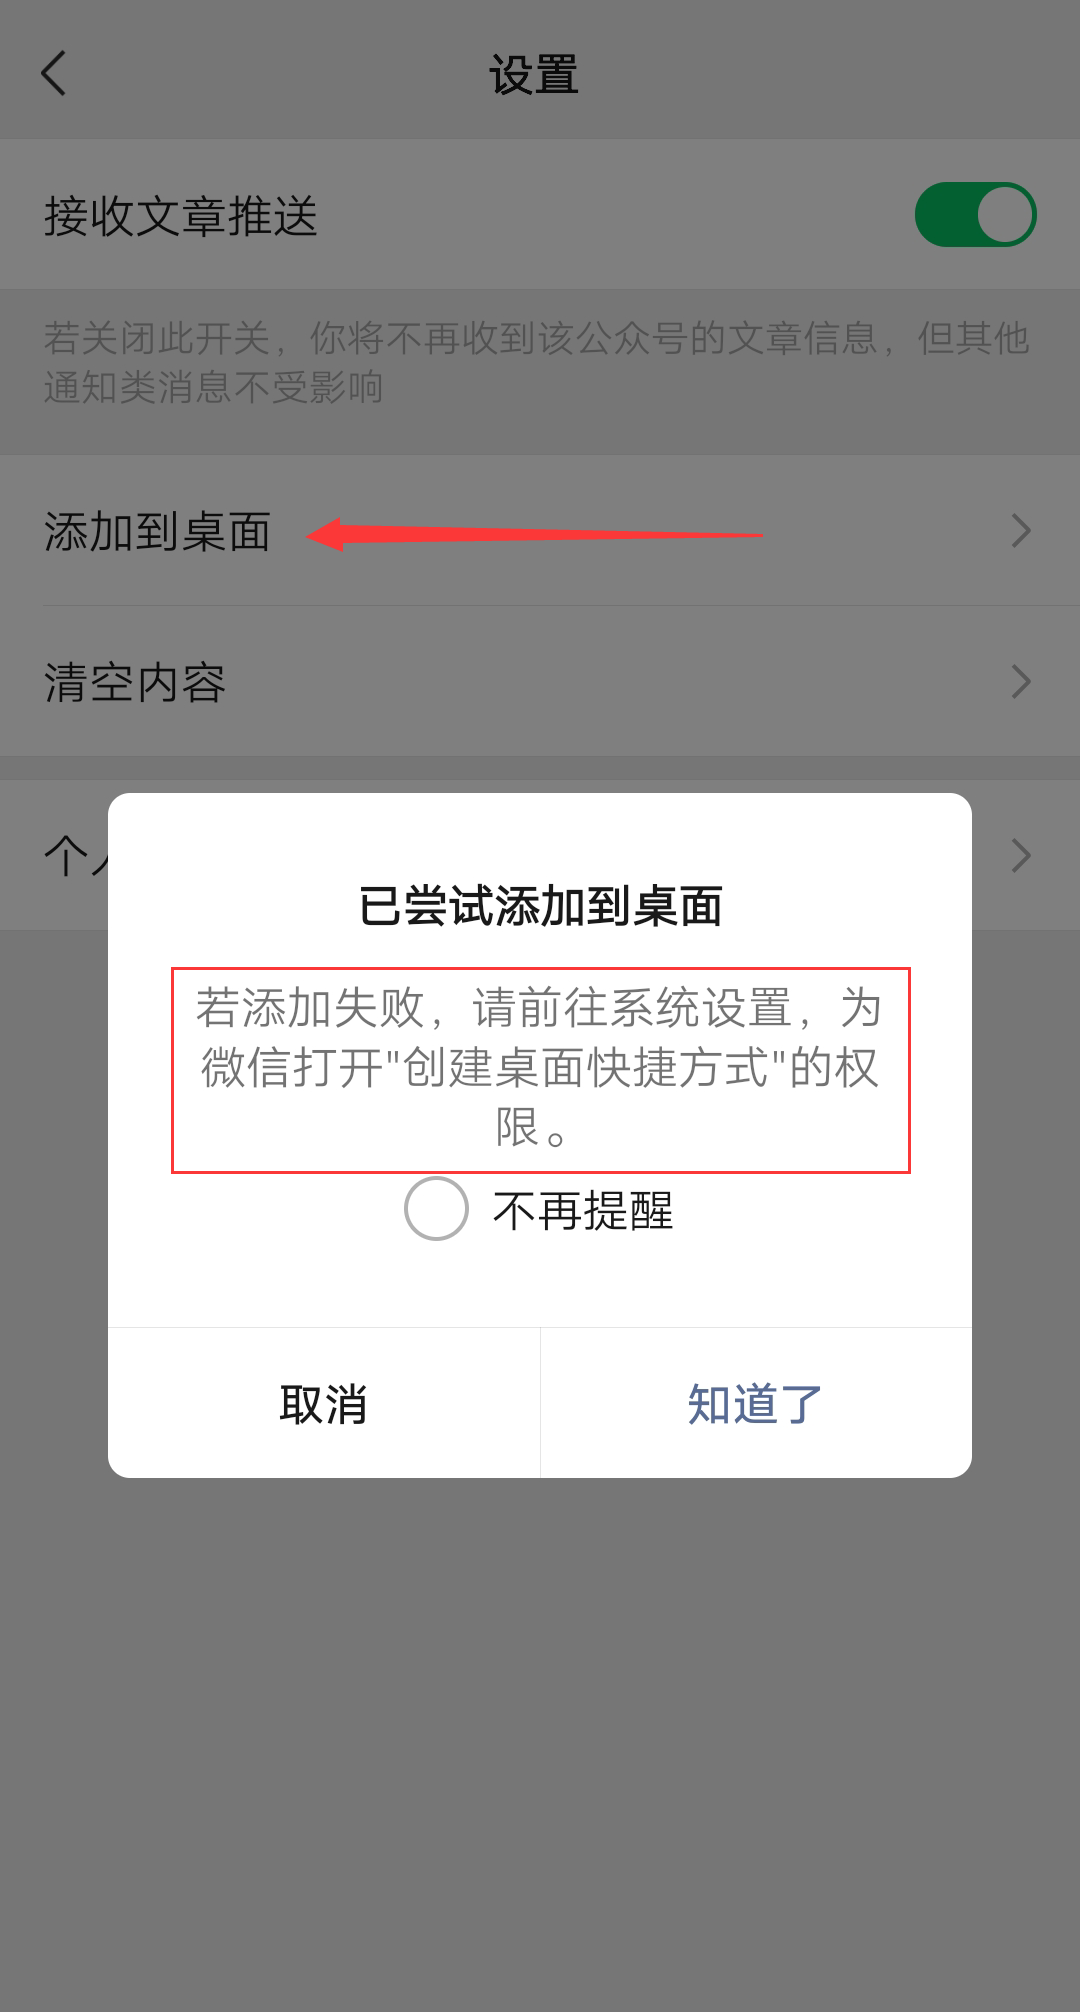 设置
接收文章推送
若关闭此开关，你将不再收到该公众号的文章信息，但其他
通知类消息不受影响
添加到桌面
清空内容
个
已尝试添加到桌面
若添加失败，请前往系统设置，为
微信打开"创建桌面快捷方式"的权
限。
不再提醒
取消
知道了